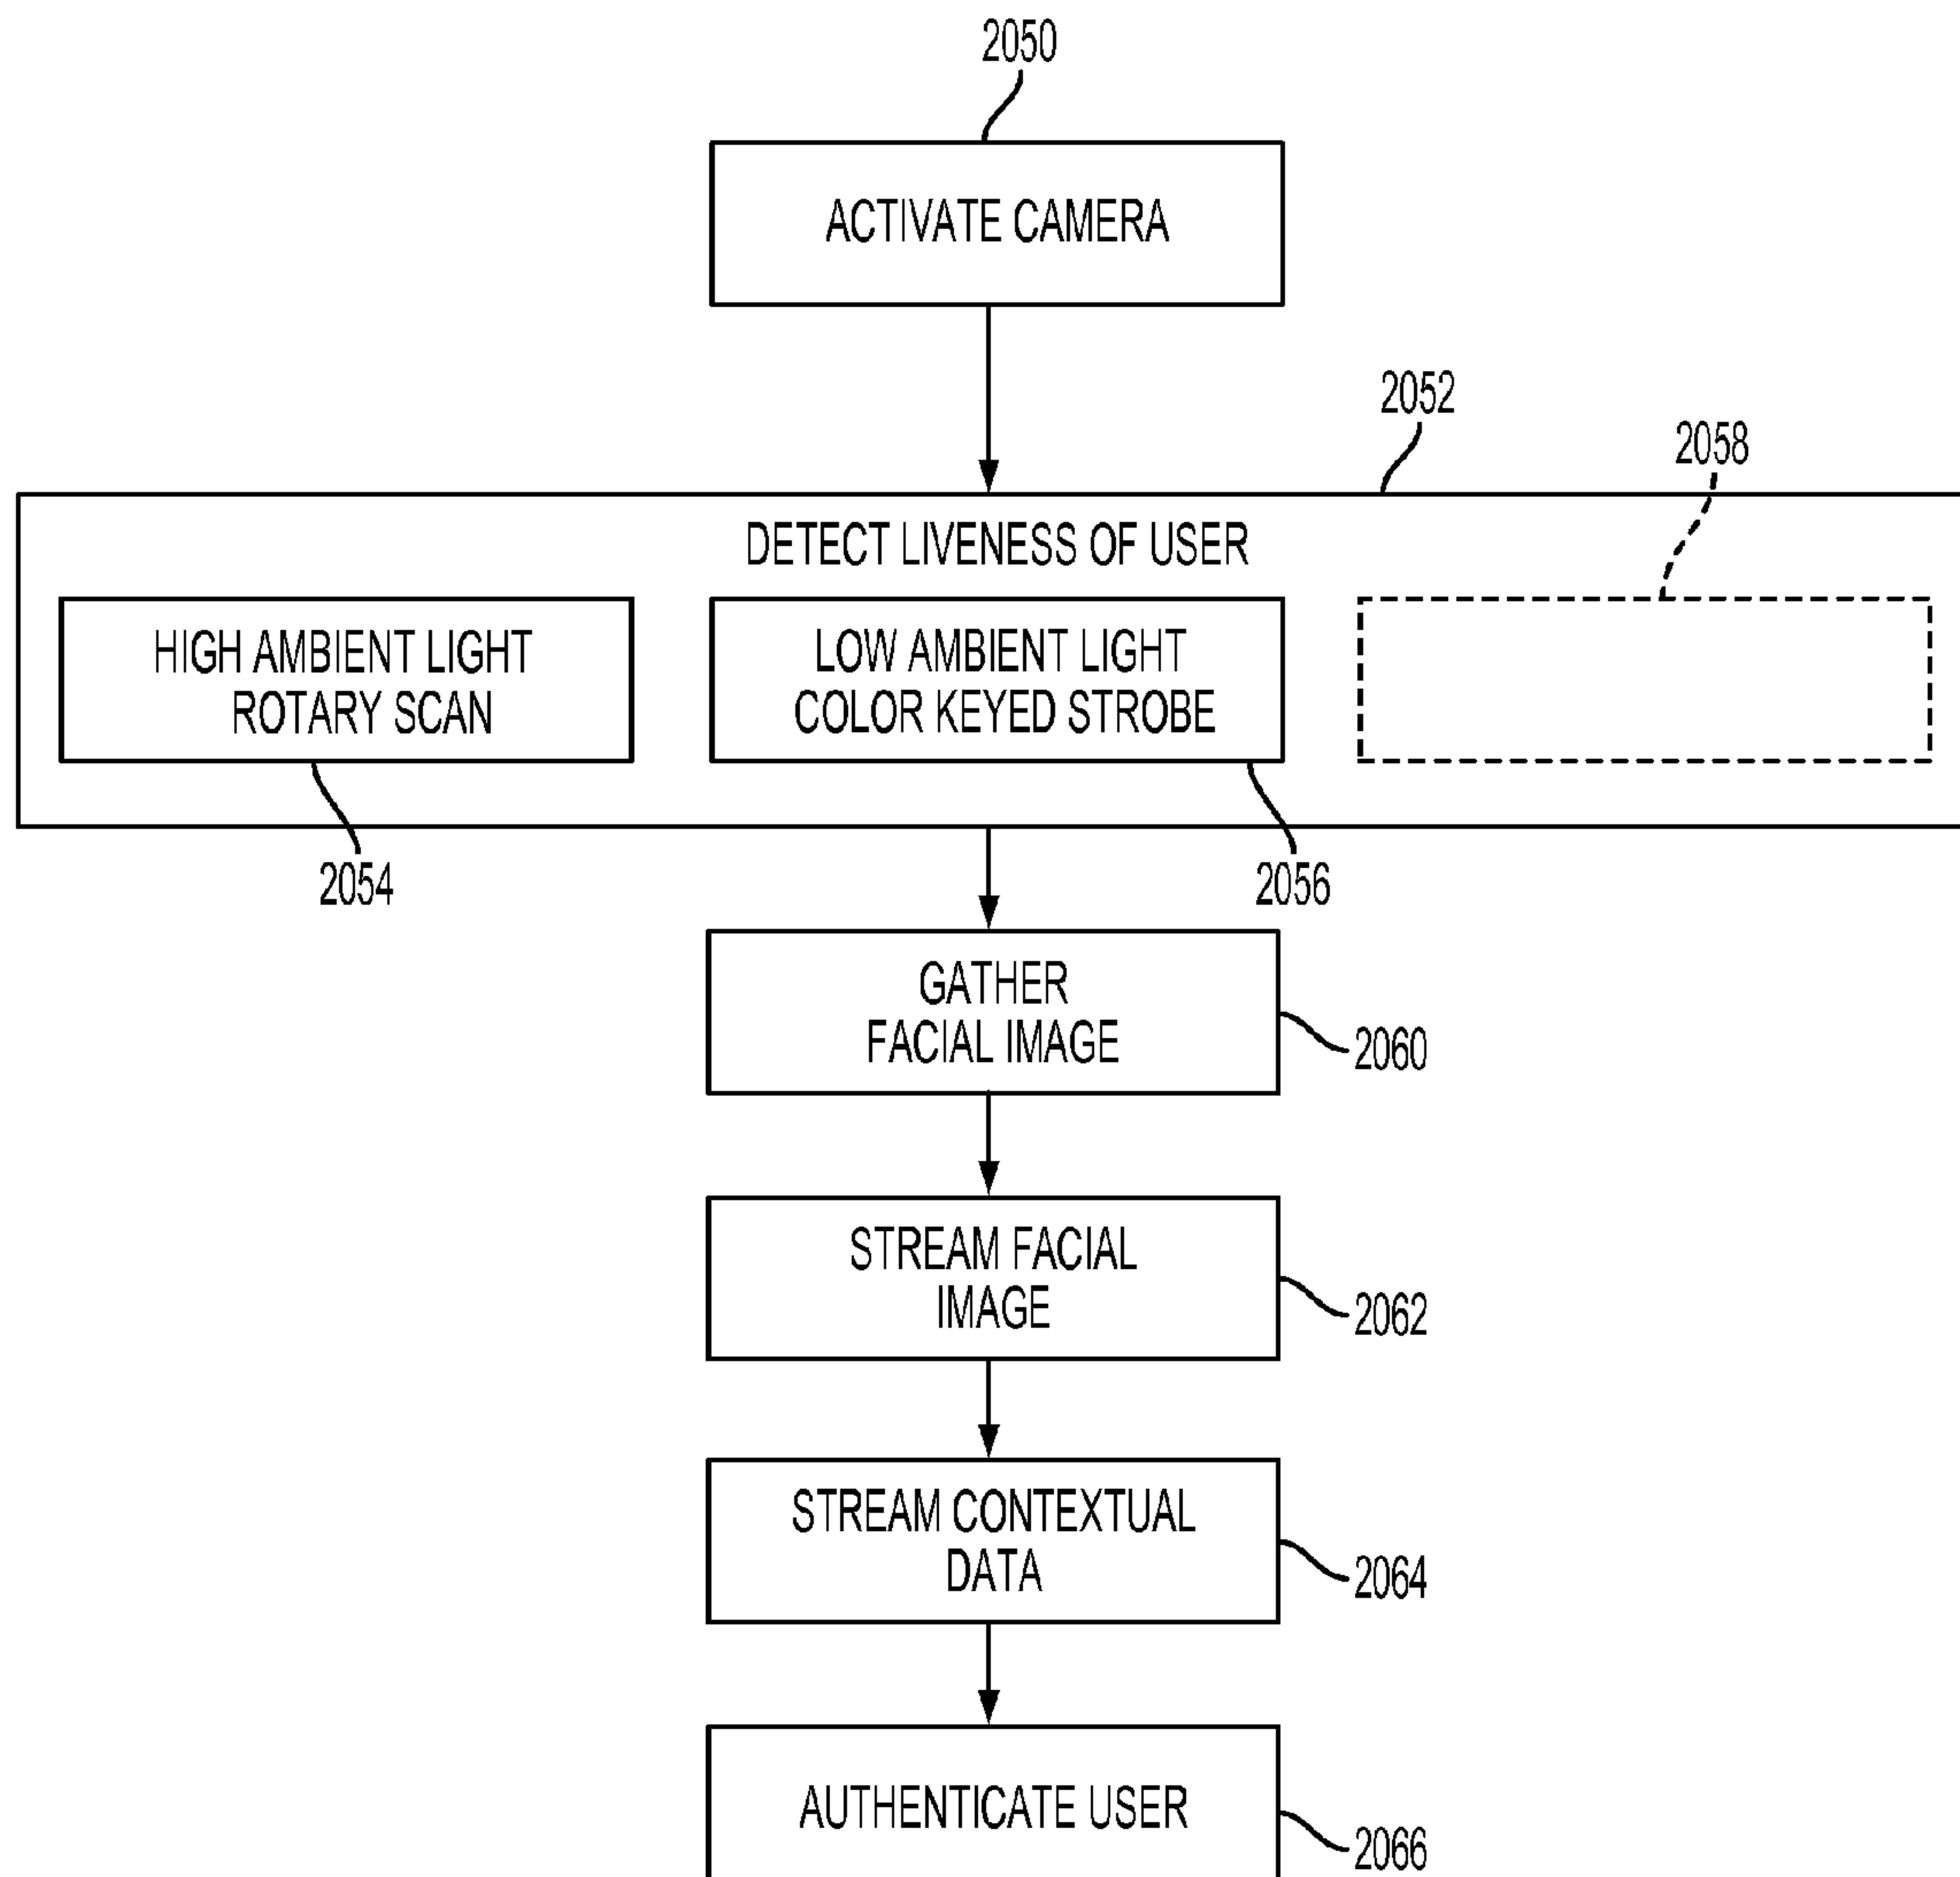 2050
ACTIVATE CAMERA
2052
2058
DETECT LIVENESS OF USER
HIGH AMBIENT LIGHT
ROTARY SCAN
LOW AMBIENT LIGHT
COLOR KEYED STROBE
2054
2056
GATHER
FACIAL IMAGE
2060
STREAM FACIAL
IMAGE
2062
STREAM CONTEXTUAL
DATA
2064
AUTHENTICATE USER
2066